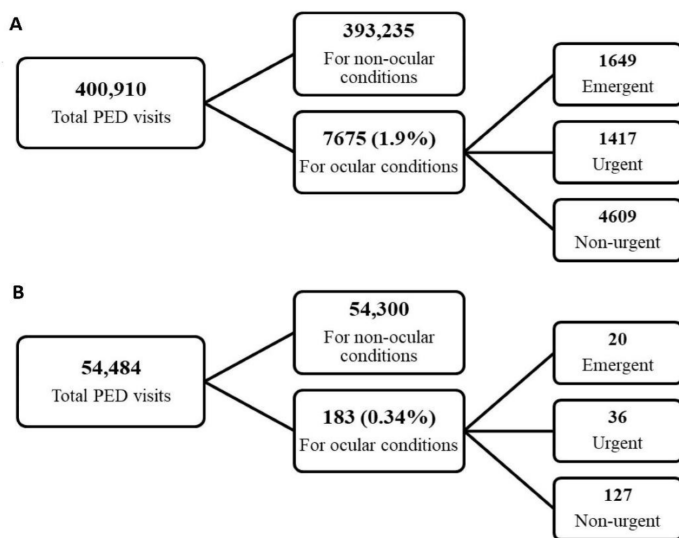 A
393,235
For non-ocular
conditions
400,910
Total PED visits
7675 (1.9%)
For ocular conditions
1649
Emergent
1417
Urgent
4609
Non-urgent
B
54,300
For non-ocular
conditions
54,484
Total PED visits
183 (0.34%)
For ocular conditions
20
Emergent
36
Urgent
127
Non-urgent